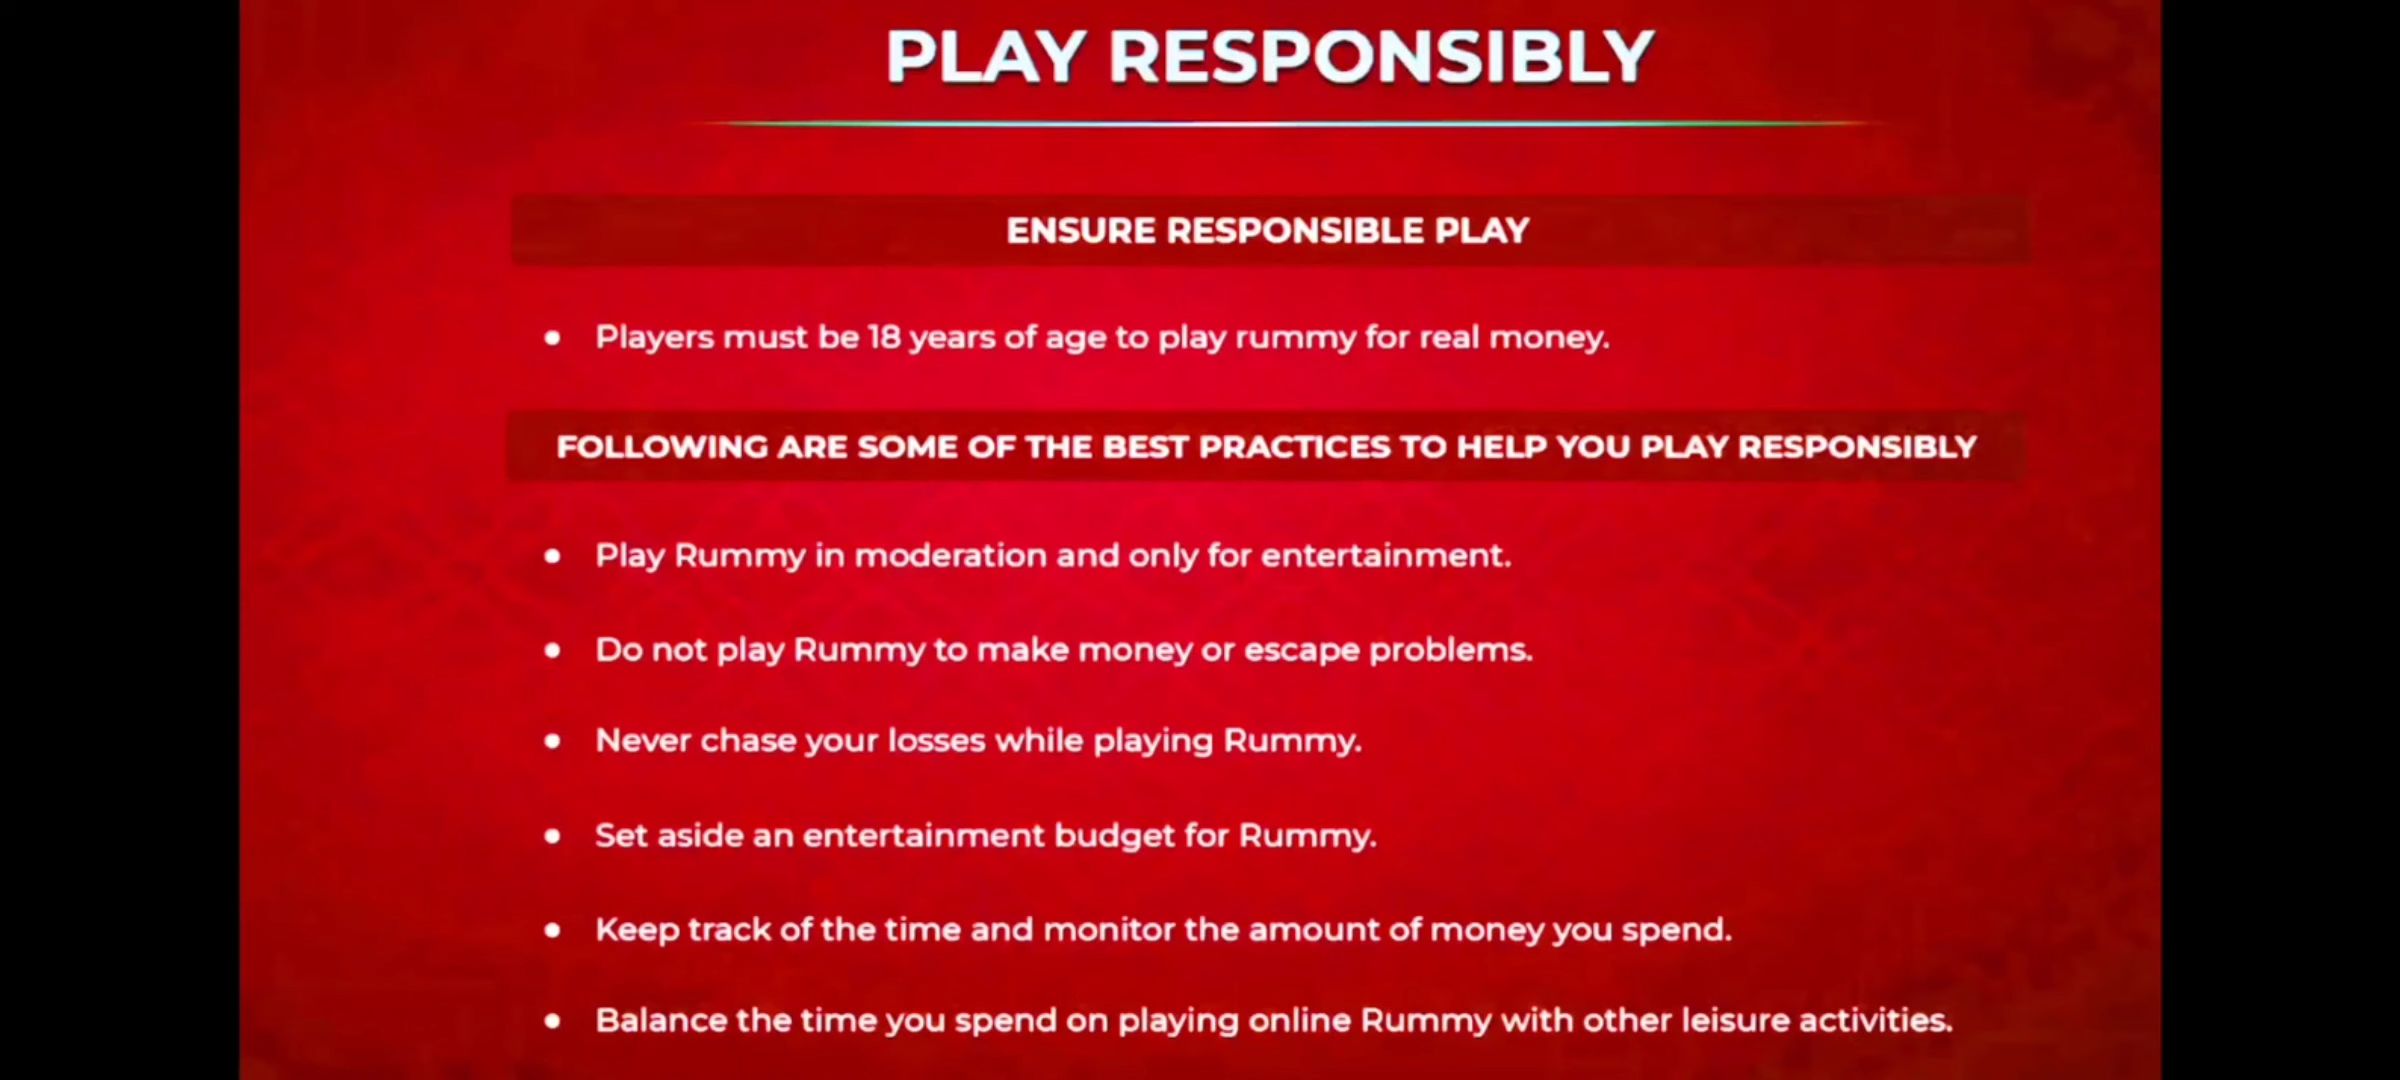 PLAY RESPONSIBLY
ENSURE RESPONSIBLE PLAY
• Players must be 18 years of age to play rummy for real money.
FOLLOWING ARE SOME OF THE BEST PRACTICES TO HELP YOU PLAY RESPONSIBLY
• Play Rummy in moderation and only for entertainment.
• Do not play Rummy to make money or escape problems.
• Never chase your losses while playing Rummy.
• Set aside an entertainment budget for Rummy.
• Keep track of the time and monitor the amount of money you spend.
• Balance the time you spend on playing online Rummy with other leisure activities.